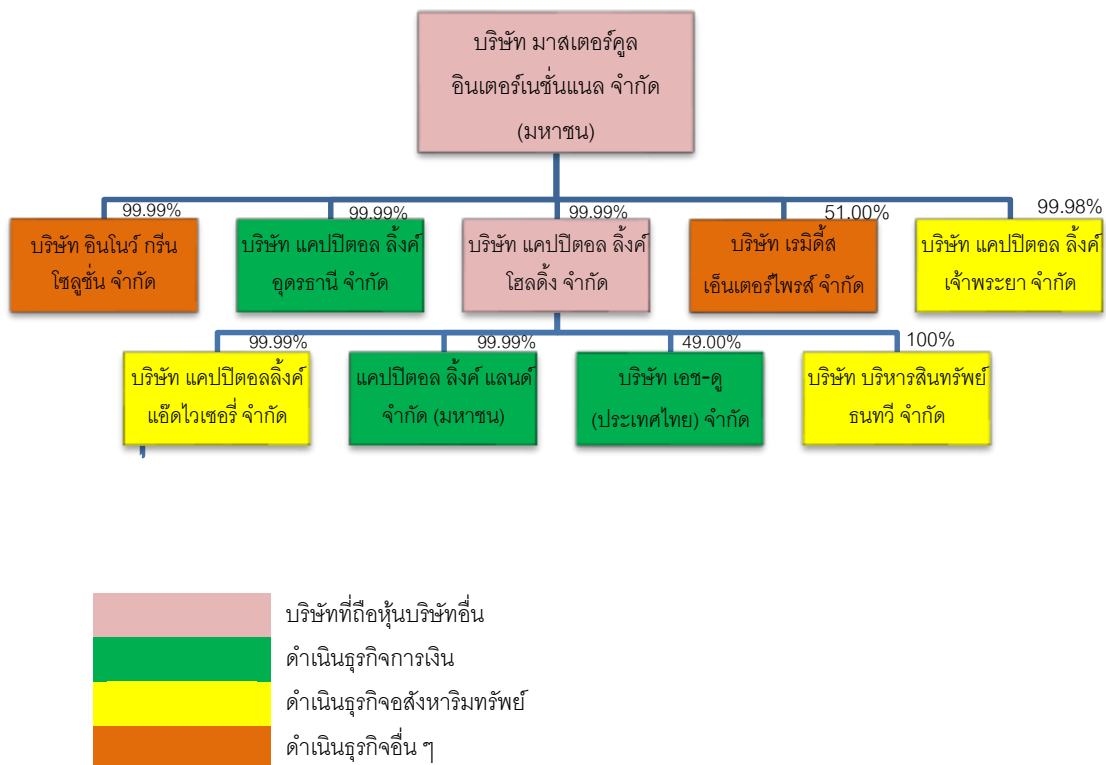 บริษัท มาสเตอร์คูล
อินเตอร์เนชั่นแนล จำกัด
(มหาชน)
99.99%
99.99%
99.99%
51.00%
99.98%
บริษัท อินโนว์ กรีน
โซลูชั่น จำกัด
บริษัท แคปปิตอล ลิ้งค์
อุดรธานี จำกัด
บริษัท แคปปิตอล ลิ้งค์
โฮลดิ้ง จำกัด
บริษัท เรมิดี้ส
เอ็นเตอร์ไพรส์ จำกัด
บริษัท แคปปิตอล ลิ้งค์
เจ้าพระยา จำกัด
99.99%
99.99%
49.00%
100%
บริษัท แคปปิตอลลิ้งค์
แอ๊ดไวเซอรี่ จำกัด
แคปปิตอล ลิ้งค์ แลนด์
จำกัด (มหาชน)
บริษัท เอช-ดู
(ประเทศไทย) จำกัด
บริษัท บริหารสินทรัพย์
ธนทวี จำกัด
บริษัทที่ถือหุ้นบริษัทอื่น
ดำเนินธุรกิจการเงิน
ดำเนินธุรกิจอสังหาริมทรัพย์
ดำเนินธุรกิจอื่น ๆ